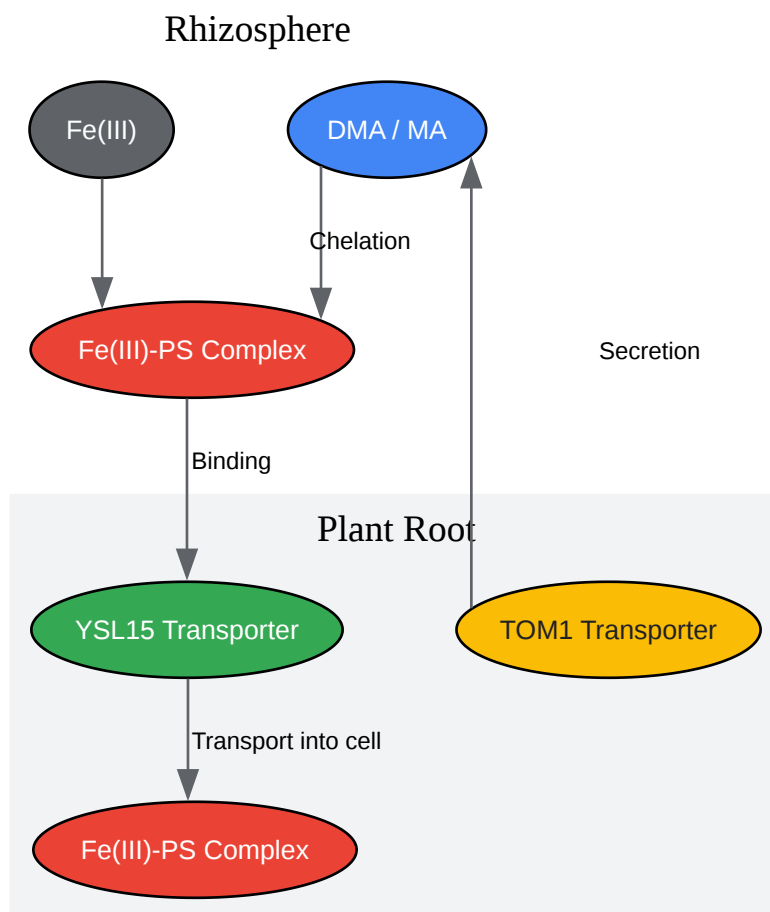 Rhizosphere
Fe(III)
DMA / MA
Chelation
Fe(III)-PS Complex
Secretion
Binding
Plant Root
YSL15 Transporter
TOM1 Transporter
Transport into cell
Fe(III)-PS Complex